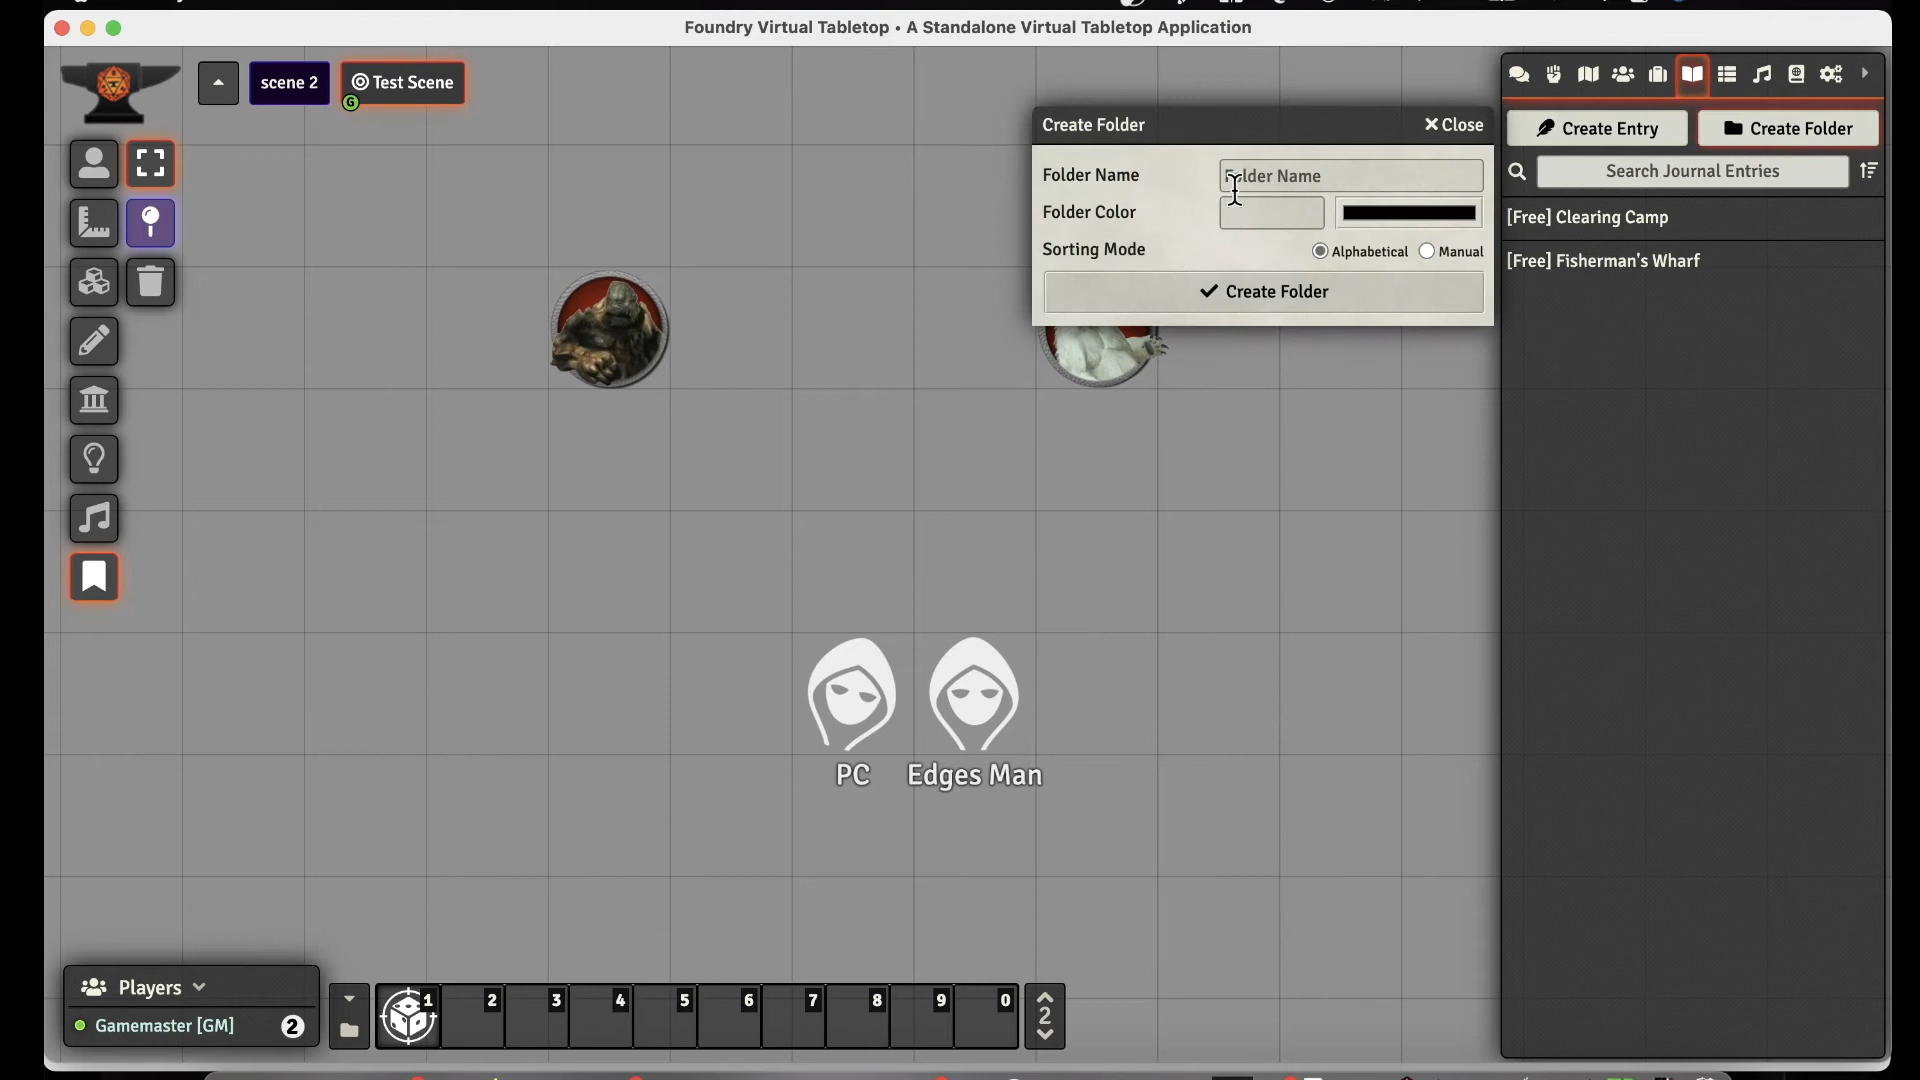 Foundry Virtual Tabletop • A Standalone Virtual Tabletop Application
scene 2
Test Scene
G
Create Folder
Close
Folder Name
Folder Name
Folder Color
Sorting Mode
Alphabetical
Manual
Create Folder
Create Entry
Create Folder
Search Journal Entries
[Free] Clearing Camp
[Free] Fisherman's Wharf
PC
Edges Man
Players
Gamemaster [GM]
2
1
2
3
4
5
6
7
8
9
0
2